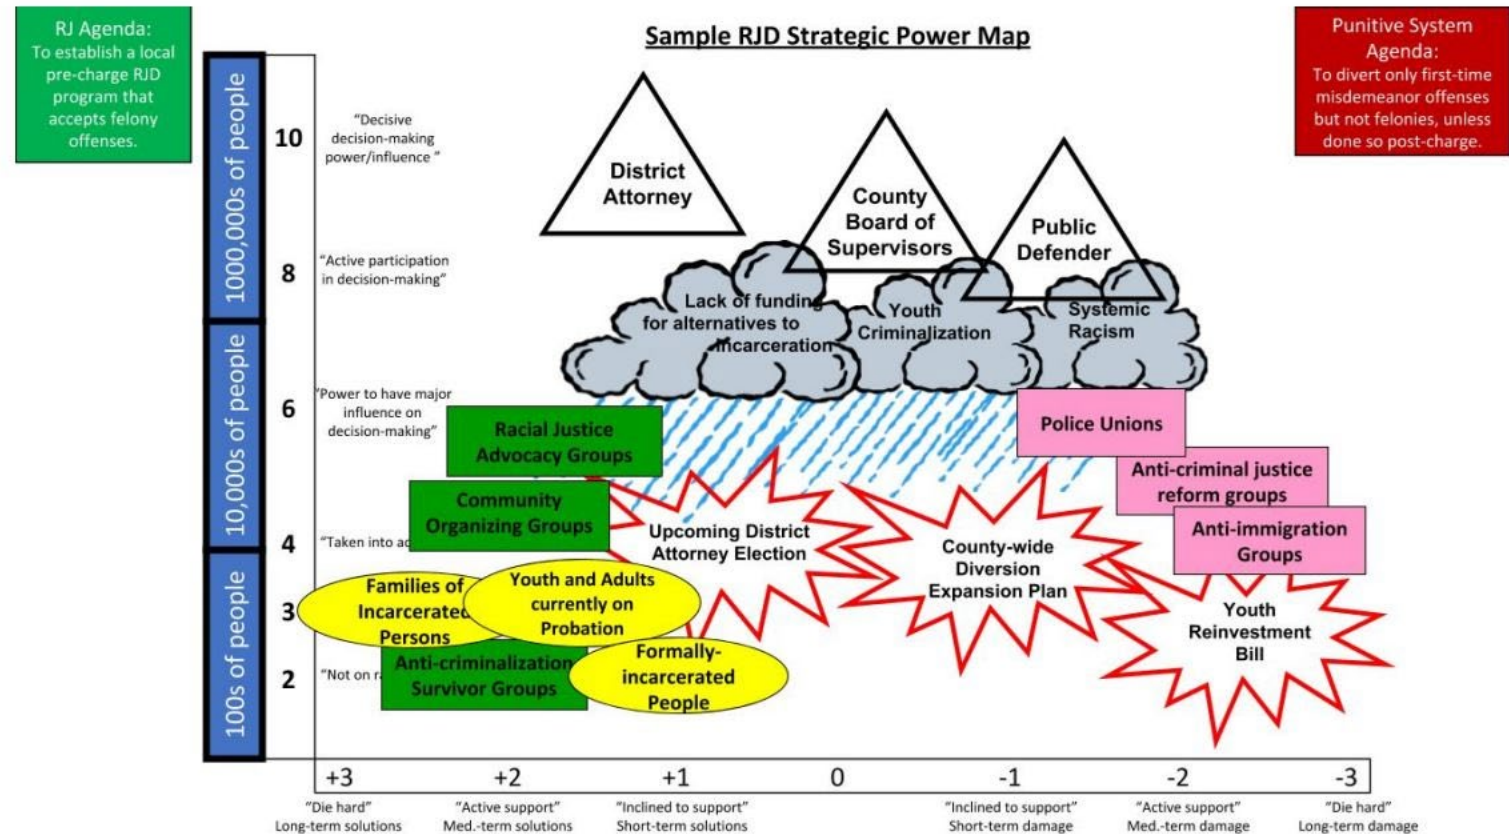 RJ Agenda:
To establish a local
pre-charge RJD
program that
accepts felony
offenses.
Sample RJD Strategic Power Map
Punitive System
Agenda:
To divert only first-time
misdemeanor offenses
but not felonies, unless
done so post-charge.
1000,000s of people
10,000s of people
100s of people
10
8
6
4
3
2
"Decisive
decision-making
power/influence "
"Active participation
in decision-making"
"Power to have major
influence on
decision-making"
"Taken into
"Not on
District
Attorney
County
Board of
Supervisors
Public
Defender
Lack of funding
for alternatives to
incarceration
Youth
Criminalization
Systemic
Racism
Racial Justice
Advocacy Groups
Community
Organizing Groups
Police Unions
Anti-criminal justice
reform groups
Anti-immigration
Groups
Upcoming District
Attorney Election
County-wide
Diversion
Expansion Plan
Youth
Reinvestment
Bill
Families of
Incarcerated
Persons
Youth and Adults
currently on
Probation
Anti-criminalization
Survivor Groups
Formally-
incarcerated
People
+3
+2
+1
0
-1
-2
-3
"Die hard"
Long-term solutions
"Active support"
Med.-term solutions
"Inclined to support"
Short-term solutions
"Inclined to support"
Short-term damage
"Active support"
Med.-term damage
"Die hard"
Long-term damage